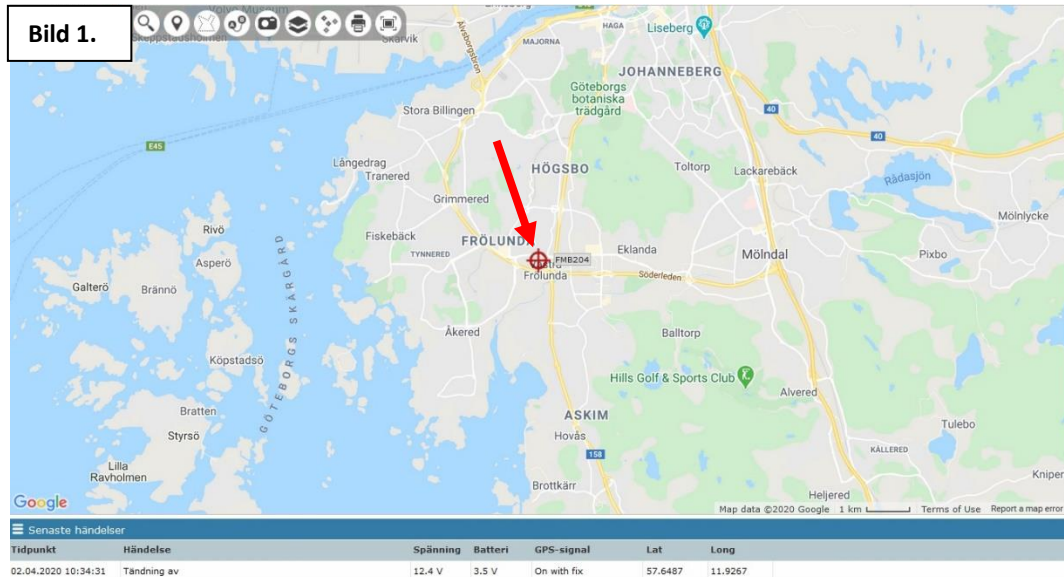 Bild 1.
Skarvik
HAGA
Liseberg
MAJORNA
Älvsborgsbron
JOHANNEBERG
Göteborgs
botaniska
trädgård
40
Stora Billingen
40
E45
Långedrag
Tranered
HÖGSBO
Toltorp
Lackarebäck
Rådasjön
Grimmered
Mölnlycke
Rivö
Fiskebäck
FRÖLUNDA
TYNNERED
Eklanda
Mölndal
Pixbo
Asperö
FMB204
Frölunda
Söderleden
Galterö
Brännö
GÖTEBORGS SKÄRGÅRD
Åkered
Balltorp
Köpstadsö
Hills Golf & Sports Club
Alvered
Bratten
ASKIM
Tulebo
Styrsö
Hovås
KÅLLERED
158
Lilla
Ravholmen
Kniper
Brottkärr
Heljered
Google
Map data ©2020 Google
1 km
Terms of Use
Report a map error
Senaste händelser
Tidpunkt Händelse Spänning Batteri GPS-signal Lat Long
02.04.2020 10:34:31 Tändning av 12.4 V 3.5 V On with fix 57.6487 11.9267